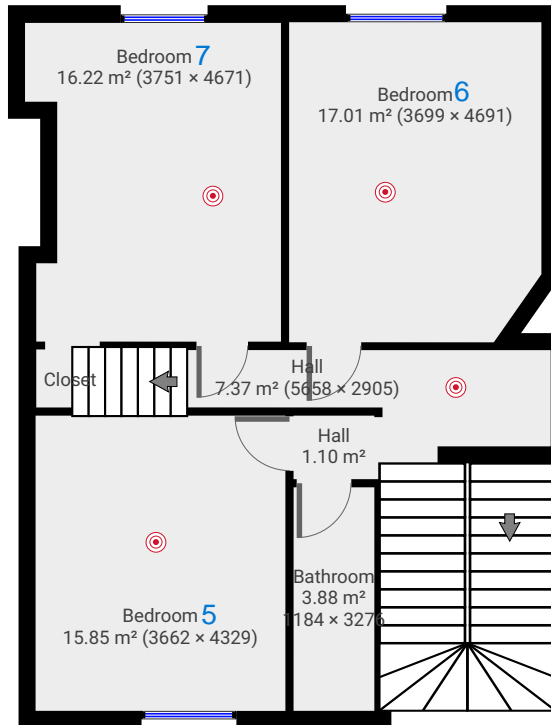 Bedroom 7
16.22 m² (3751 × 4671)
Bedroom 6
17.01 m² (3699 × 4691)
Closet
Hall
7.37 m² (5658 × 2905)
Hall
1.10 m²
Bathroom
3.88 m²
1184 × 3276
Bedroom 5
15.85 m² (3662 × 4329)